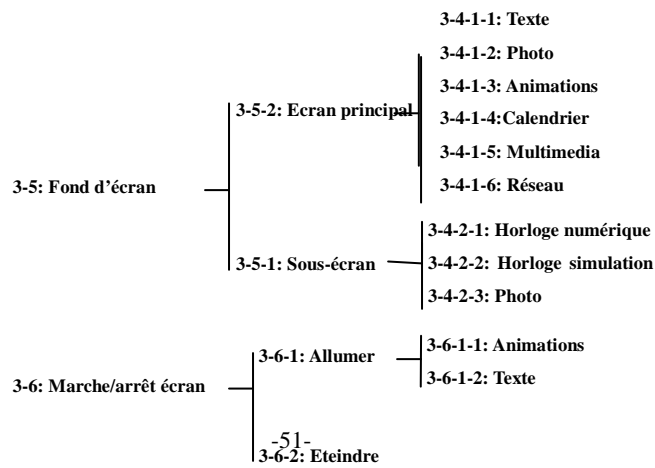 3-4-1-1: Texte
3-4-1-2: Photo
3-4-1-3: Animations
3-5-2: Ecran principal
3-4-1-4:Calendrier
3-4-1-5: Multimedia
3-5: Fond d'écran
3-4-1-6: Réseau
3-4-2-1: Horloge numérique
3-5-1: Sous-écran
3-4-2-2: Horloge simulation
3-4-2-3: Photo
3-6-1: Allumer
3-6-1-1: Animations
3-6: Marche/arrêt écran
3-6-1-2: Texte
-51-
3-6-2: Eteindre